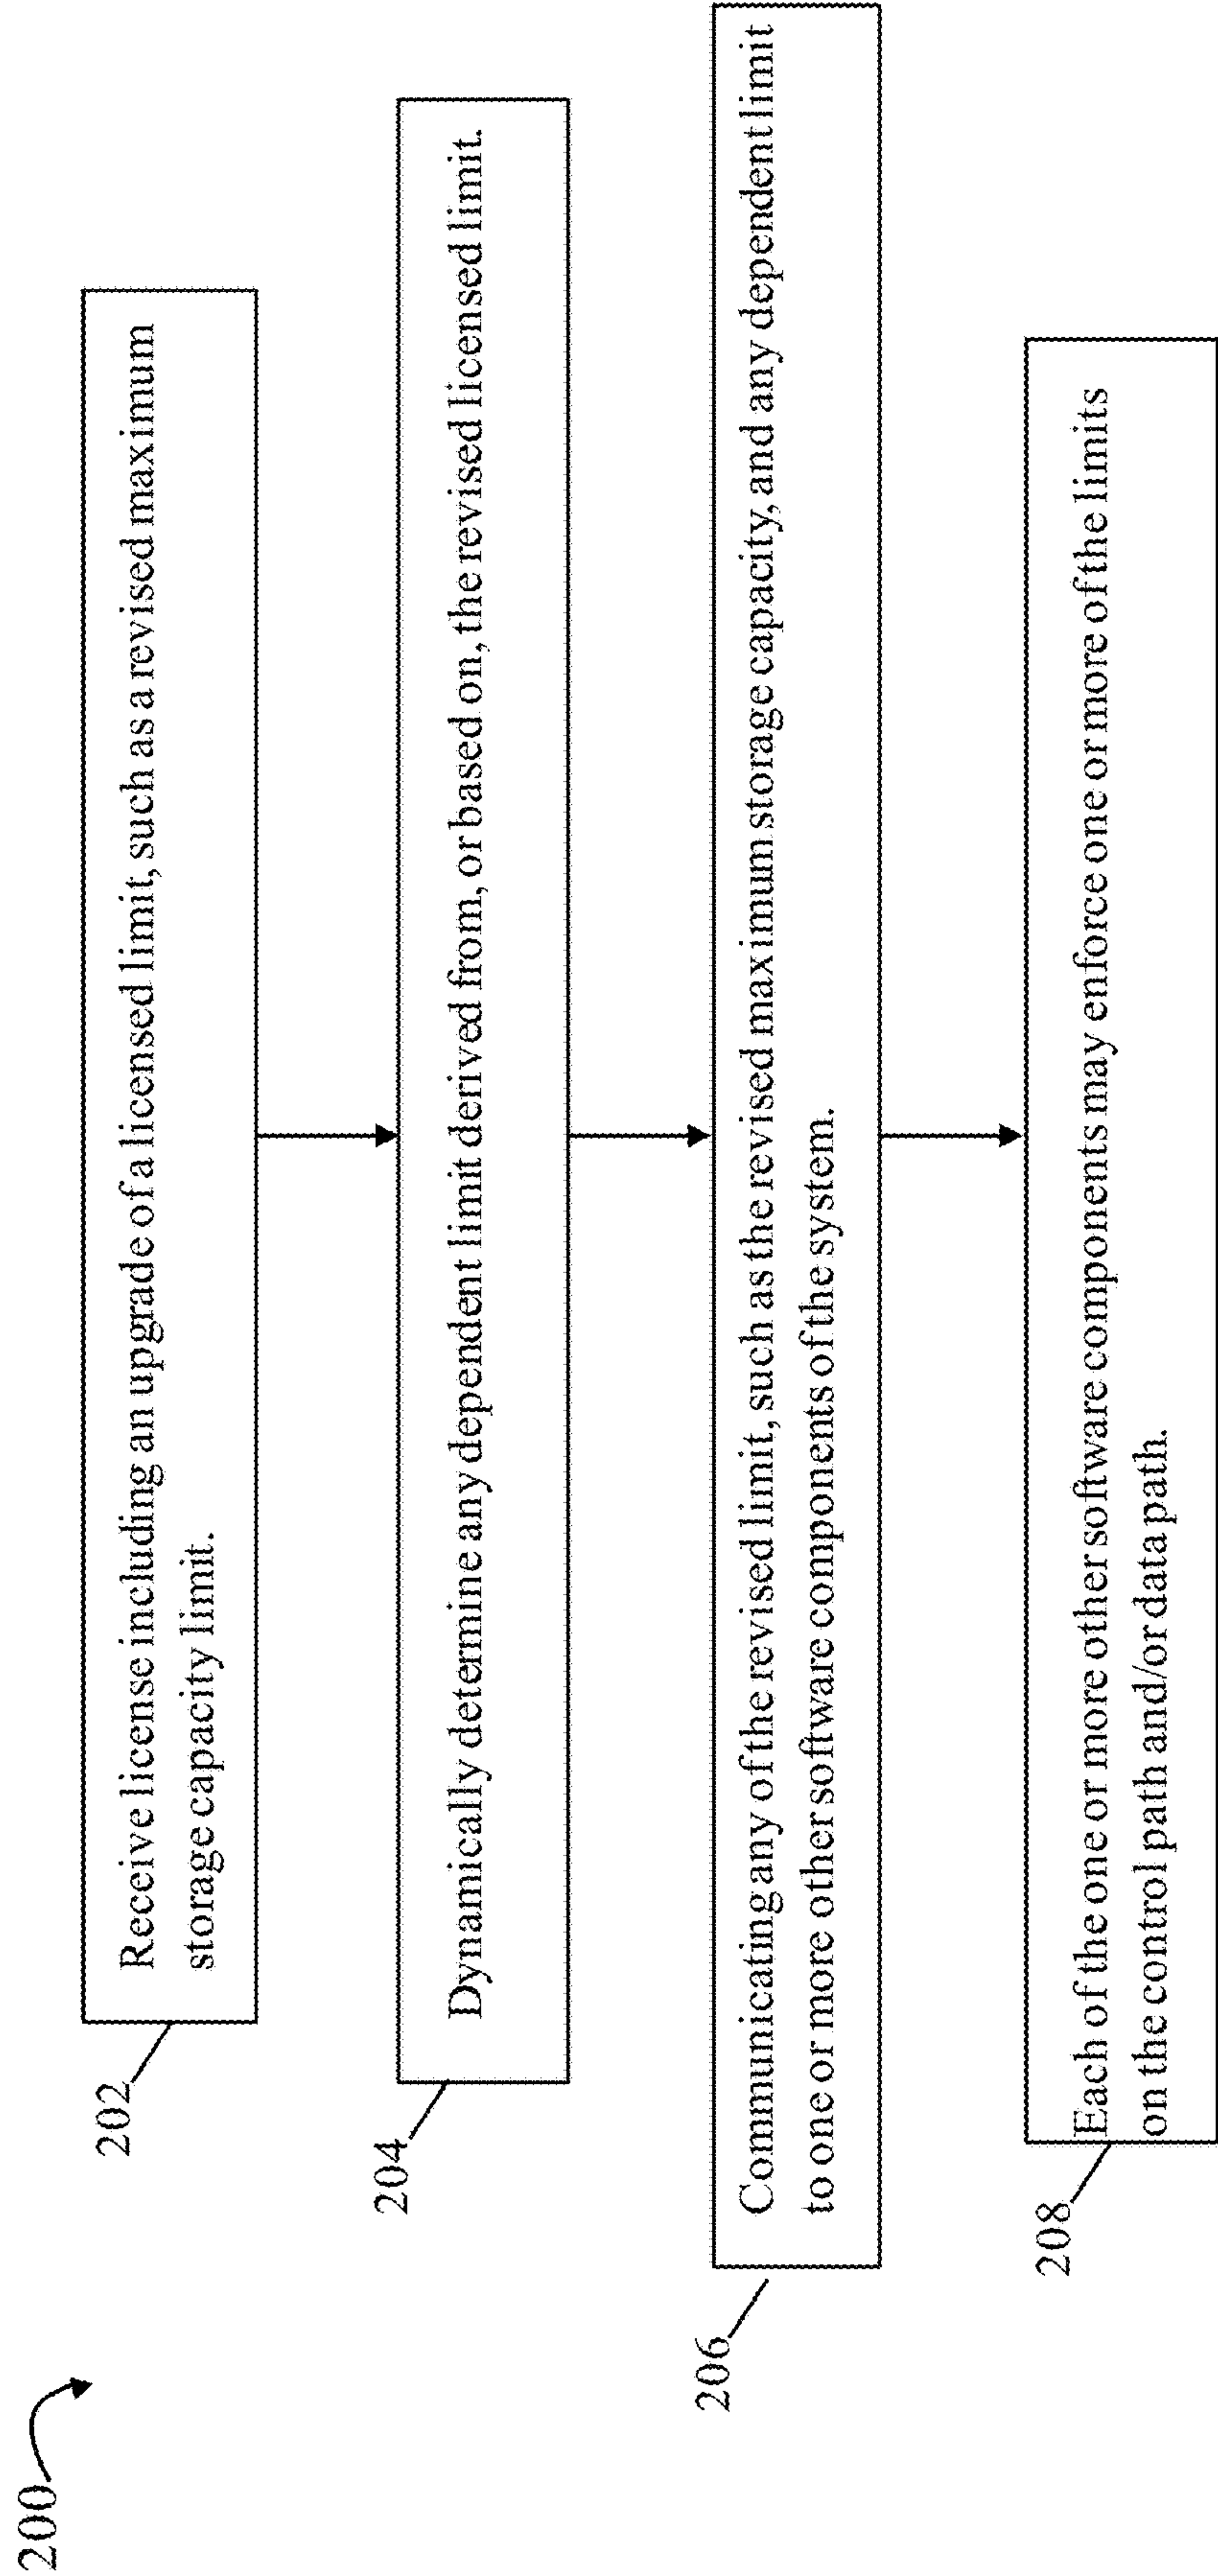 200
202
Receive license including an upgrade of a licensed limit, such as a revised maximum
storage capacity limit.
204
Dynamically determine any dependent limit derived from, or based on, the revised licensed limit.
206
Communicating any of the revised limit, such as the revised maximum storage capacity, and any dependent limit
to one or more other software components of the system.
208
Each of the one or more other software components may enforce one or more of the limits
on the control path and/or data path.